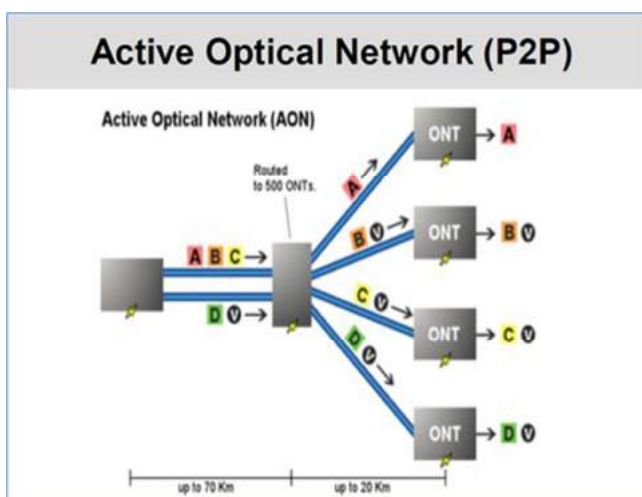 Active Optical Network (P2P)
Active Optical Network (AON)
Routed
to 500 ONTs.
A B C
D V
A
B V
C V
D V
ONT
A
ONT
B V
ONT
C V
ONT
D V
up to 70 Km
up to 20 Km